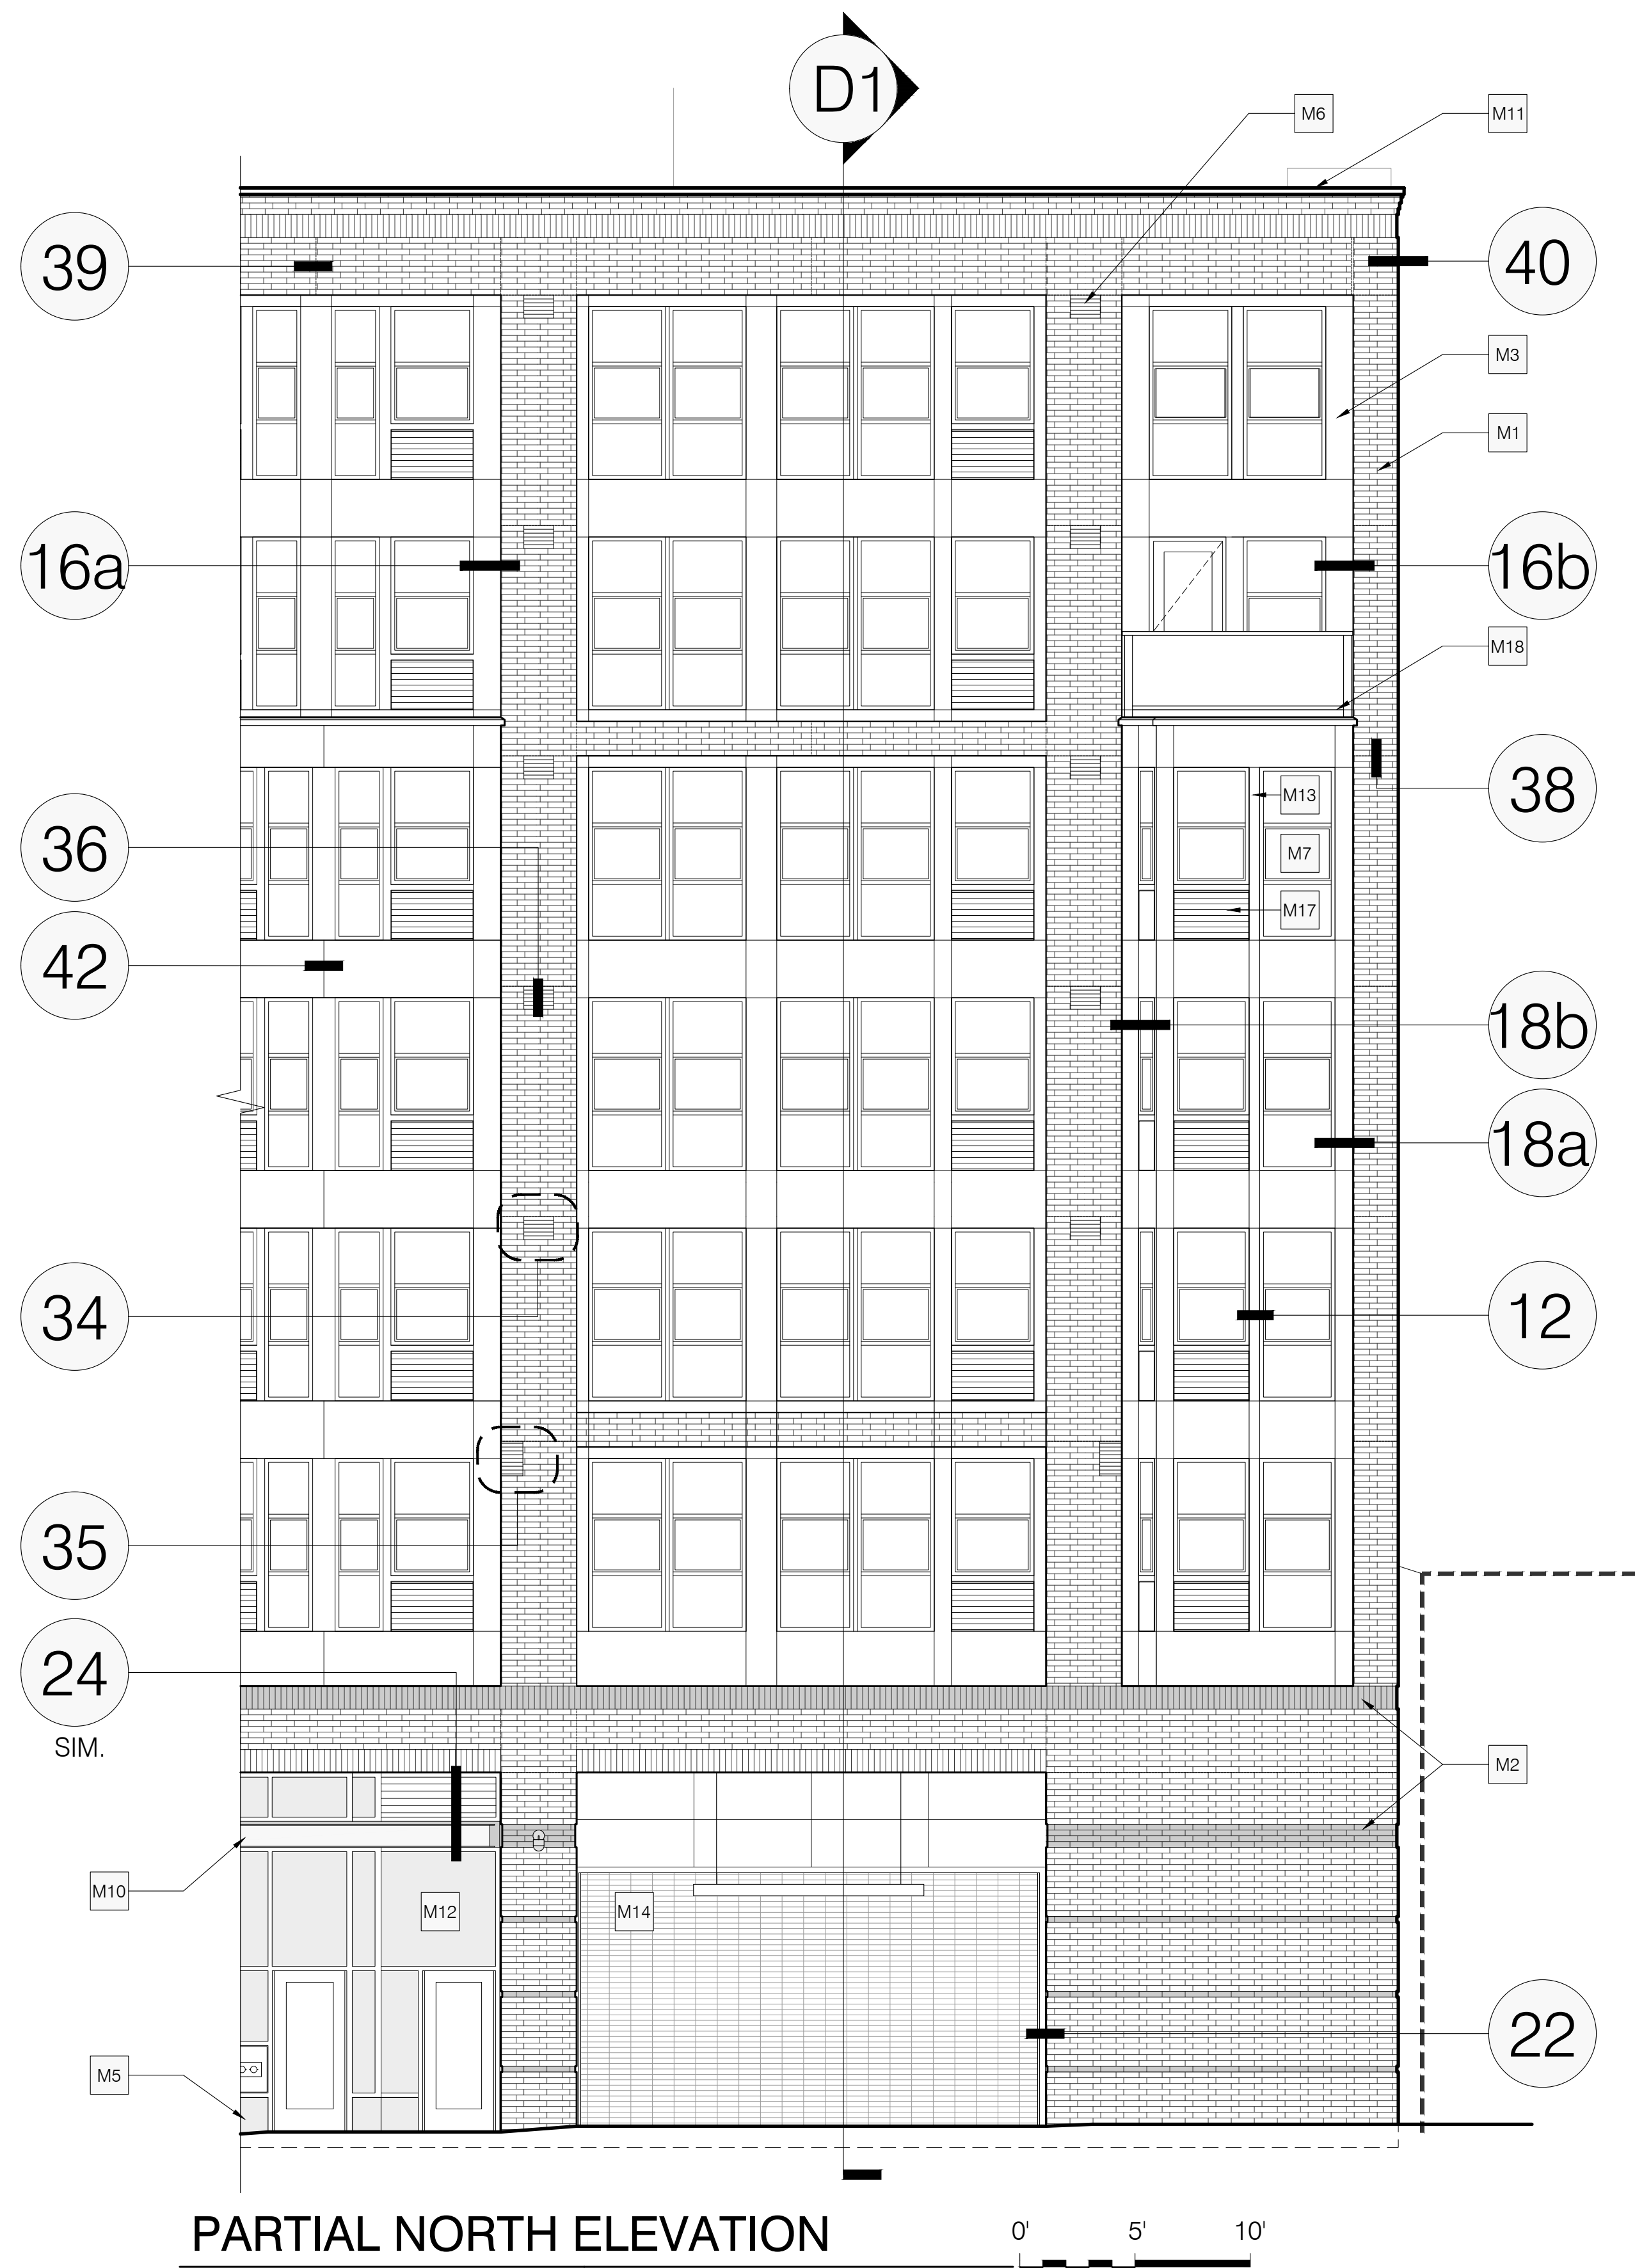 D1
M6
M11
39
40
M3
M1
16a
16b
M18
36
38
M13
M7
M17
42
18b
18a
34
12
35
24
SIM.
M2
M10
M12
M14
M5
22
PARTIAL NORTH ELEVATION
0' 5' 10'